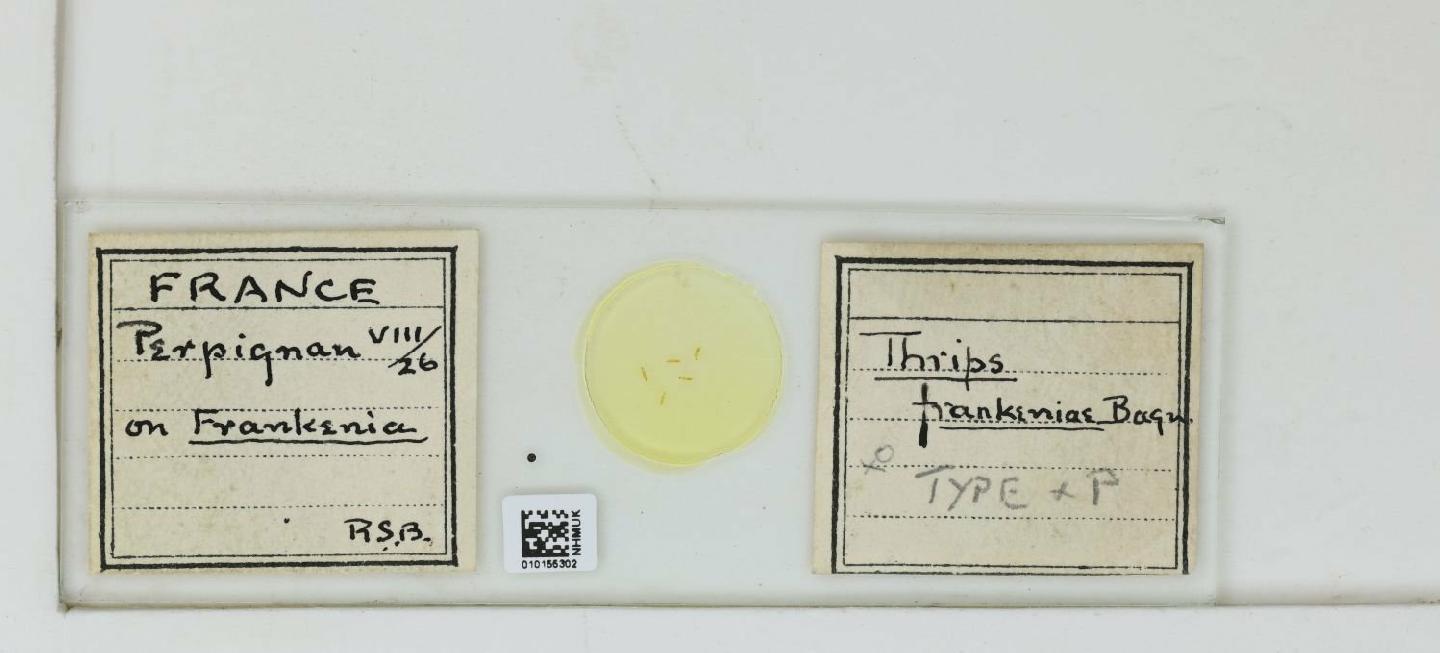 FRANCE
Perpignan VIII/26
on Frankenia
R.S.B.
NHMUK
010155302
Thrips
frankeniae Bagn.
♀ TYPE + P